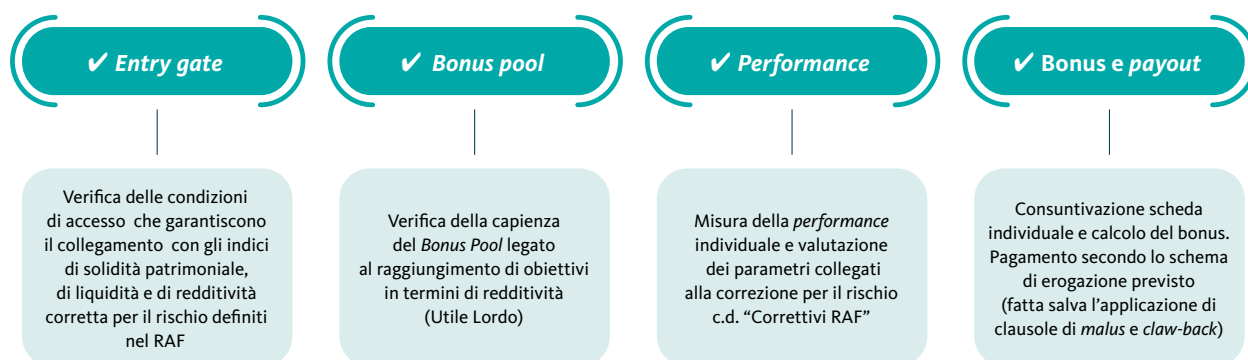 ✔ Entry gate
Verifica delle condizioni
di accesso che garantiscono
il collegamento con gli indici
di solidità patrimoniale,
di liquidità e di redditività
corretta per il rischio definiti
nel RAF
✔ Bonus pool
Verifica della capienza
del Bonus Pool legato
al raggiungimento di obiettivi
in termini di redditività
(Utile Lordo)
✔ Performance
Misura della performance
individuale e valutazione
dei parametri collegati
alla correzione per il rischio
c.d. “Correttivi RAF”
✔ Bonus e payout
Consuntivazione scheda
individuale e calcolo del bonus.
Pagamento secondo lo schema
di erogazione previsto
(fatta salva l’applicazione di
clausole di malus e claw-back)